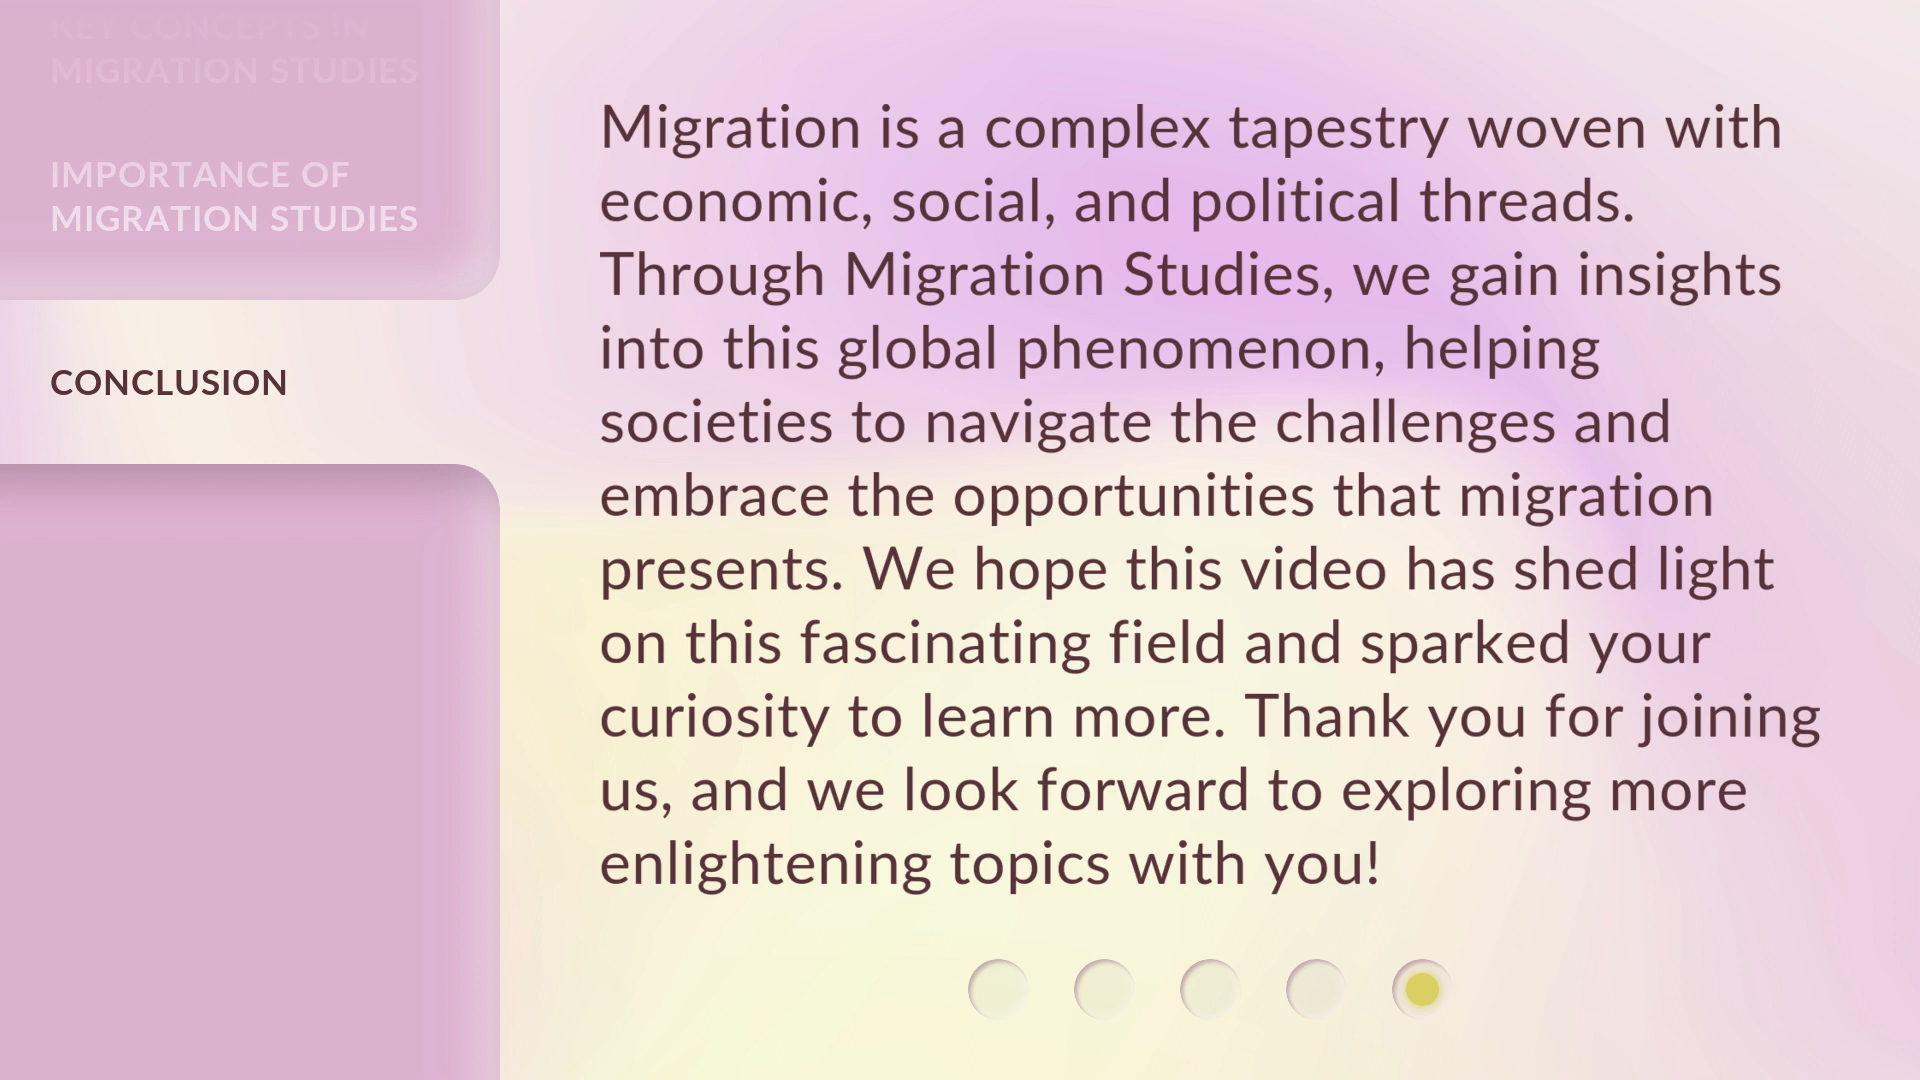 KEY CONCEPTS IN
MIGRATION STUDIES
IMPORTANCE OF
MIGRATION STUDIES
CONCLUSION
Migration is a complex tapestry woven with
economic, social, and political threads.
Through Migration Studies, we gain insights
into this global phenomenon, helping
societies to navigate the challenges and
embrace the opportunities that migration
presents. We hope this video has shed light
on this fascinating field and sparked your
curiosity to learn more. Thank you for joining
us, and we look forward to exploring more
enlightening topics with you!